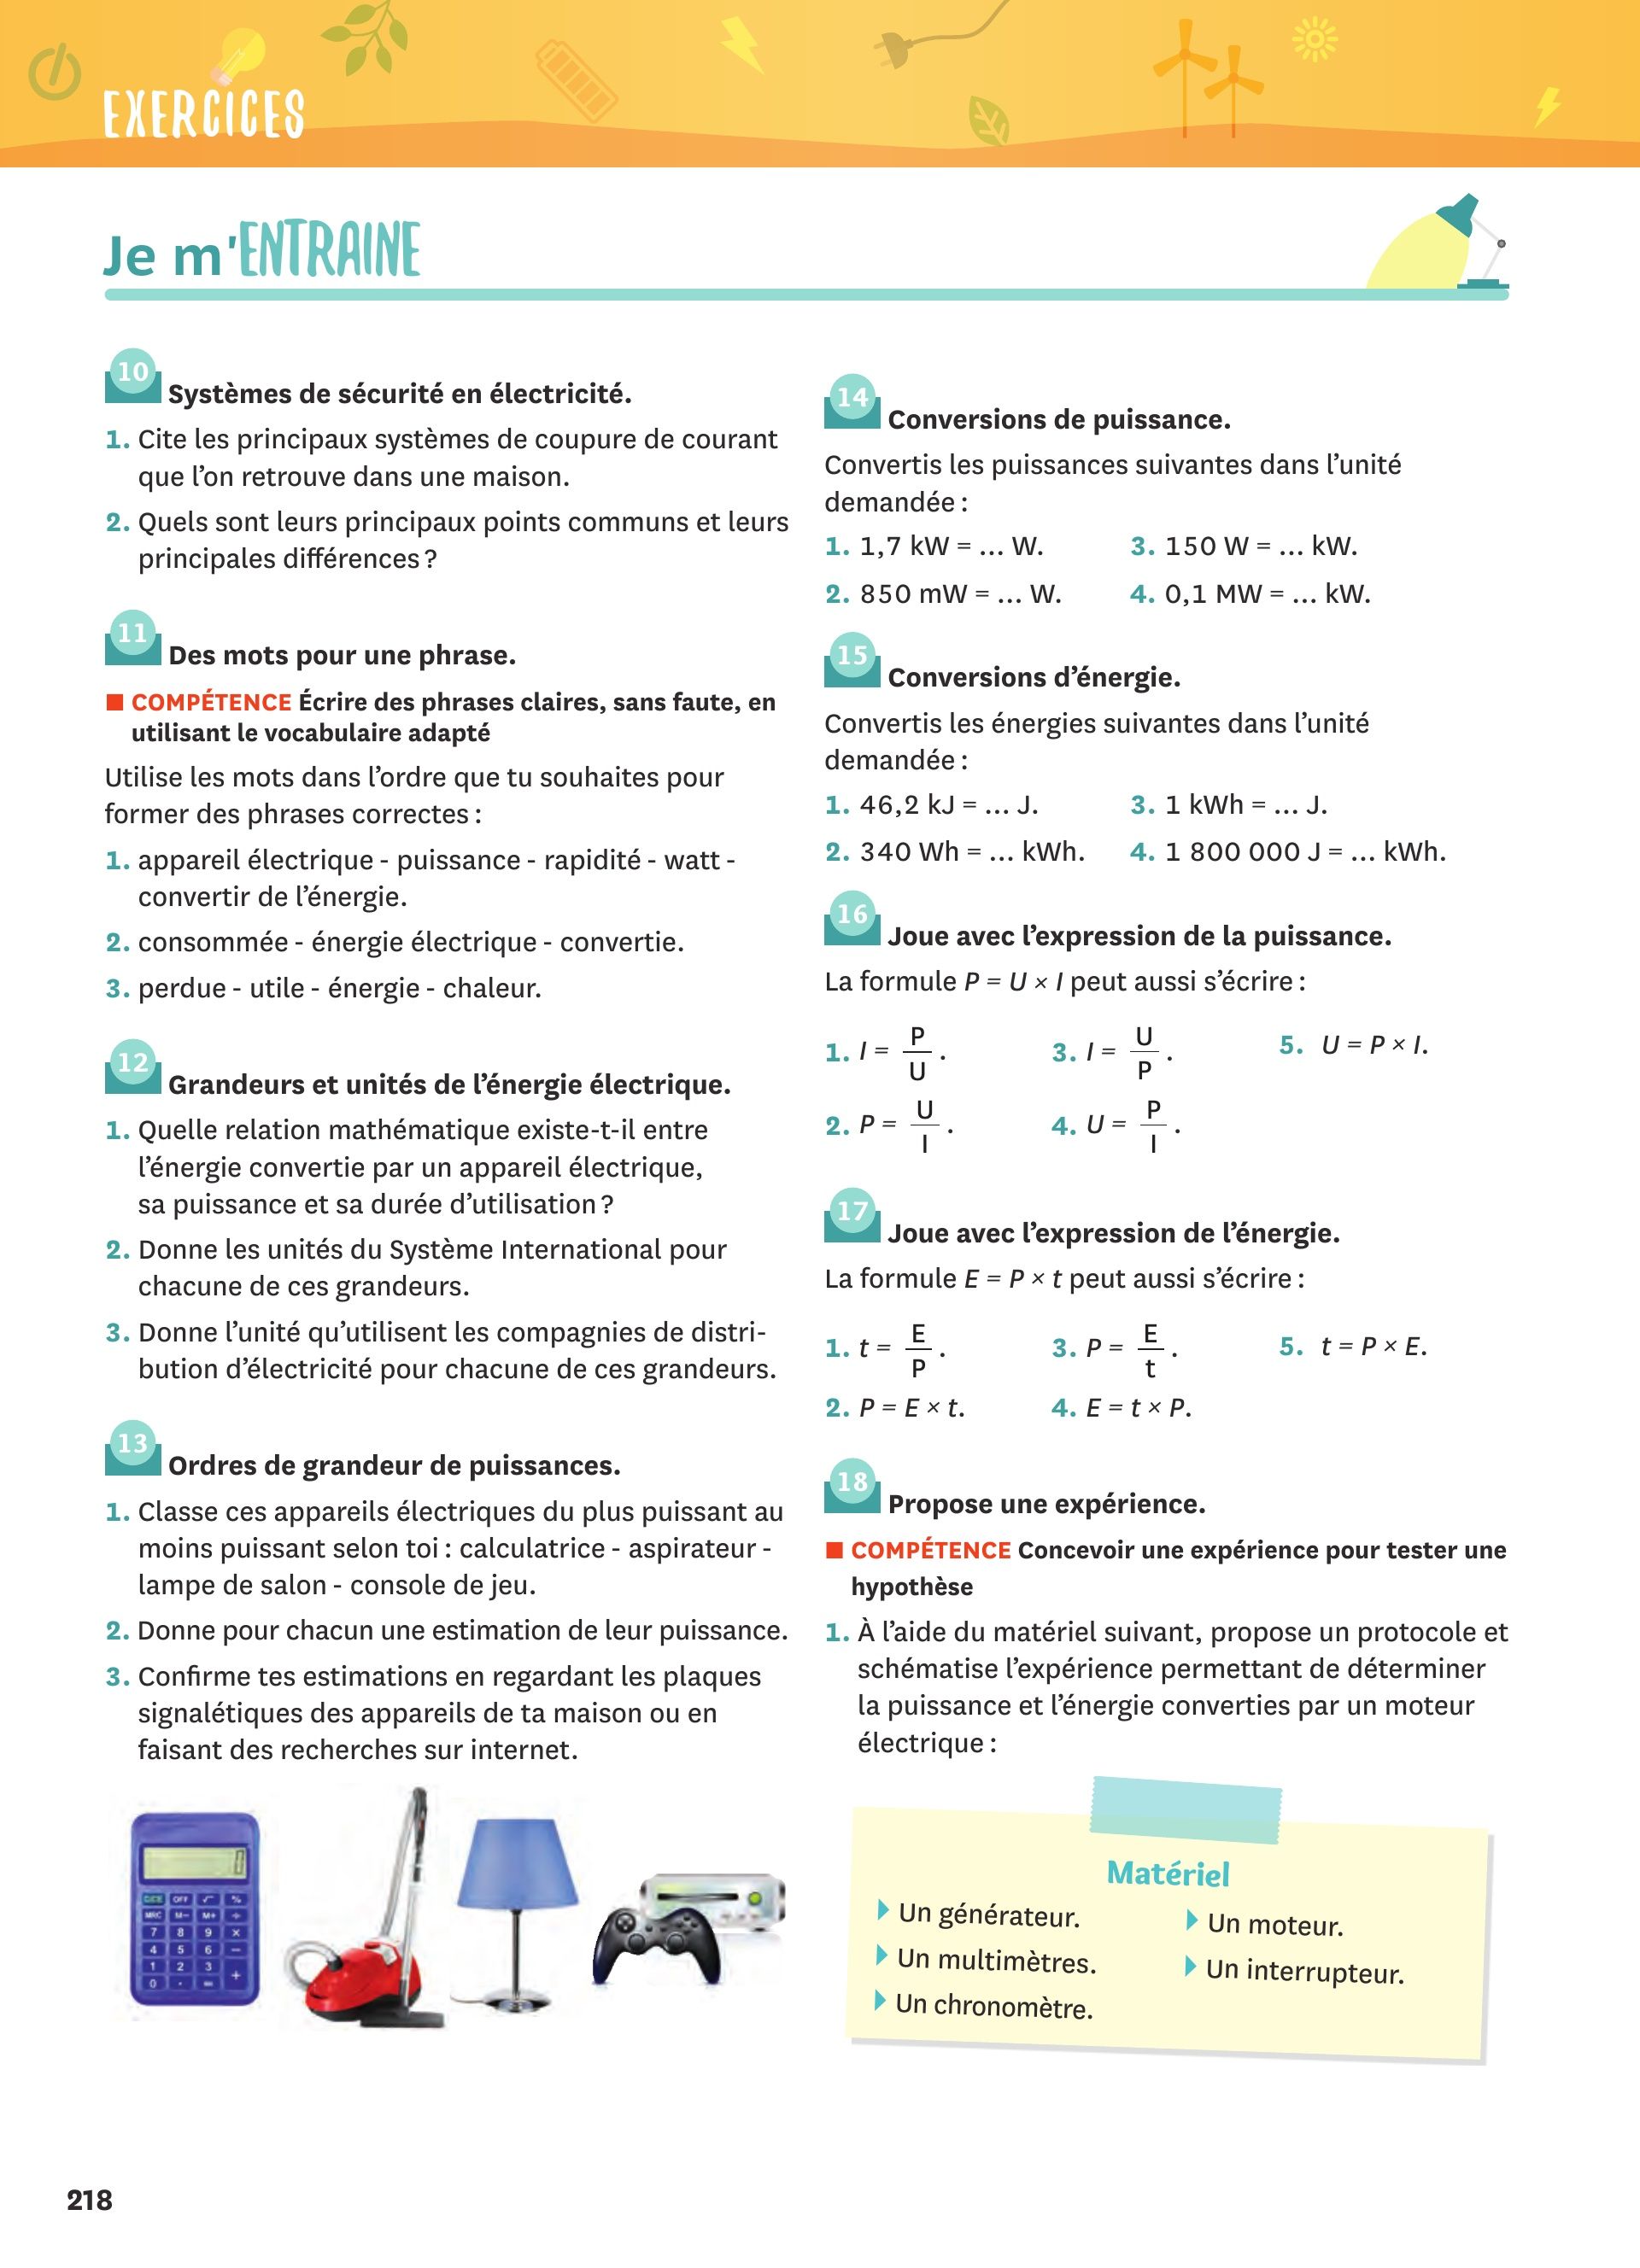 EXERCICES
Je m'ENTRAINE
10 Systèmes de sécurité en électricité.
1. Cite les principaux systèmes de coupure de courant
que l’on retrouve dans une maison.
2. Quels sont leurs principaux points communs et leurs
principales différences ?
11 Des mots pour une phrase.
COMPÉTENCE Écrire des phrases claires, sans faute, en
utilisant le vocabulaire adapté
Utilise les mots dans l’ordre que tu souhaites pour
former des phrases correctes :
1. appareil électrique - puissance - rapidité - watt -
convertir de l’énergie.
2. consommée - énergie électrique - convertie.
3. perdue - utile - énergie - chaleur.
12 Grandeurs et unités de l’énergie électrique.
1. Quelle relation mathématique existe-t-il entre
l’énergie convertie par un appareil électrique,
sa puissance et sa durée d’utilisation ?
2. Donne les unités du Système International pour
chacune de ces grandeurs.
3. Donne l’unité qu’utilisent les compagnies de distri-
bution d’électricité pour chacune de ces grandeurs.
13 Ordres de grandeur de puissances.
1. Classe ces appareils électriques du plus puissant au
moins puissant selon toi : calculatrice - aspirateur -
lampe de salon - console de jeu.
2. Donne pour chacun une estimation de leur puissance.
3. Confirme tes estimations en regardant les plaques
signalétiques des appareils de ta maison ou en
faisant des recherches sur internet.
0
OFF √ %
MRC M− M+ ÷
7 8 9 ×
4 5 6 −
1 2 3 +
0 . =
14 Conversions de puissance.
Convertis les puissances suivantes dans l’unité
demandée :
1. 1,7 kW = ... W.
2. 850 mW = ... W.
3. 150 W = ... kW.
4. 0,1 MW = ... kW.
15 Conversions d’énergie.
Convertis les énergies suivantes dans l’unité
demandée :
1. 46,2 kJ = ... J.
2. 340 Wh = ... kWh.
3. 1 kWh = ... J.
4. 1 800 000 J = ... kWh.
16 Joue avec l’expression de la puissance.
La formule P = U × I peut aussi s’écrire :
1. I = P/U.
2. P = U/I.
3. I = U/P.
4. U = P/I.
5. U = P × I.
17 Joue avec l’expression de l’énergie.
La formule E = P × t peut aussi s’écrire :
1. t = E/P.
2. P = E × t.
3. P = E/t.
4. E = t × P.
5. t = P × E.
18 Propose une expérience.
COMPÉTENCE Concevoir une expérience pour tester une
hypothèse
1. À l’aide du matériel suivant, propose un protocole et
schématise l’expérience permettant de déterminer
la puissance et l’énergie converties par un moteur
électrique :
Matériel
Un générateur.
Un multimètres.
Un chronomètre.
Un moteur.
Un interrupteur.
218